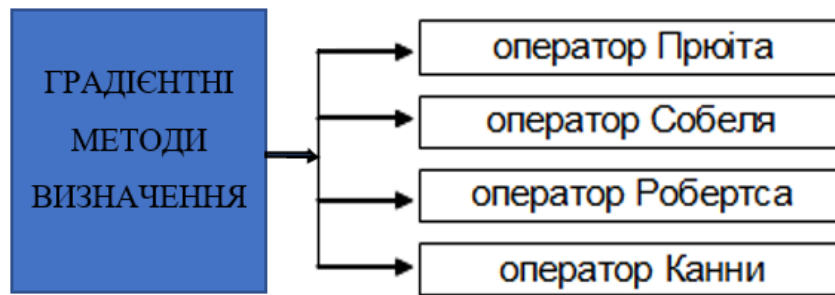 ГРАДІЄНТНІ
МЕТОДИ
ВИЗНАЧЕННЯ
оператор Прюіта
оператор Собеля
оператор Робертса
оператор Канни